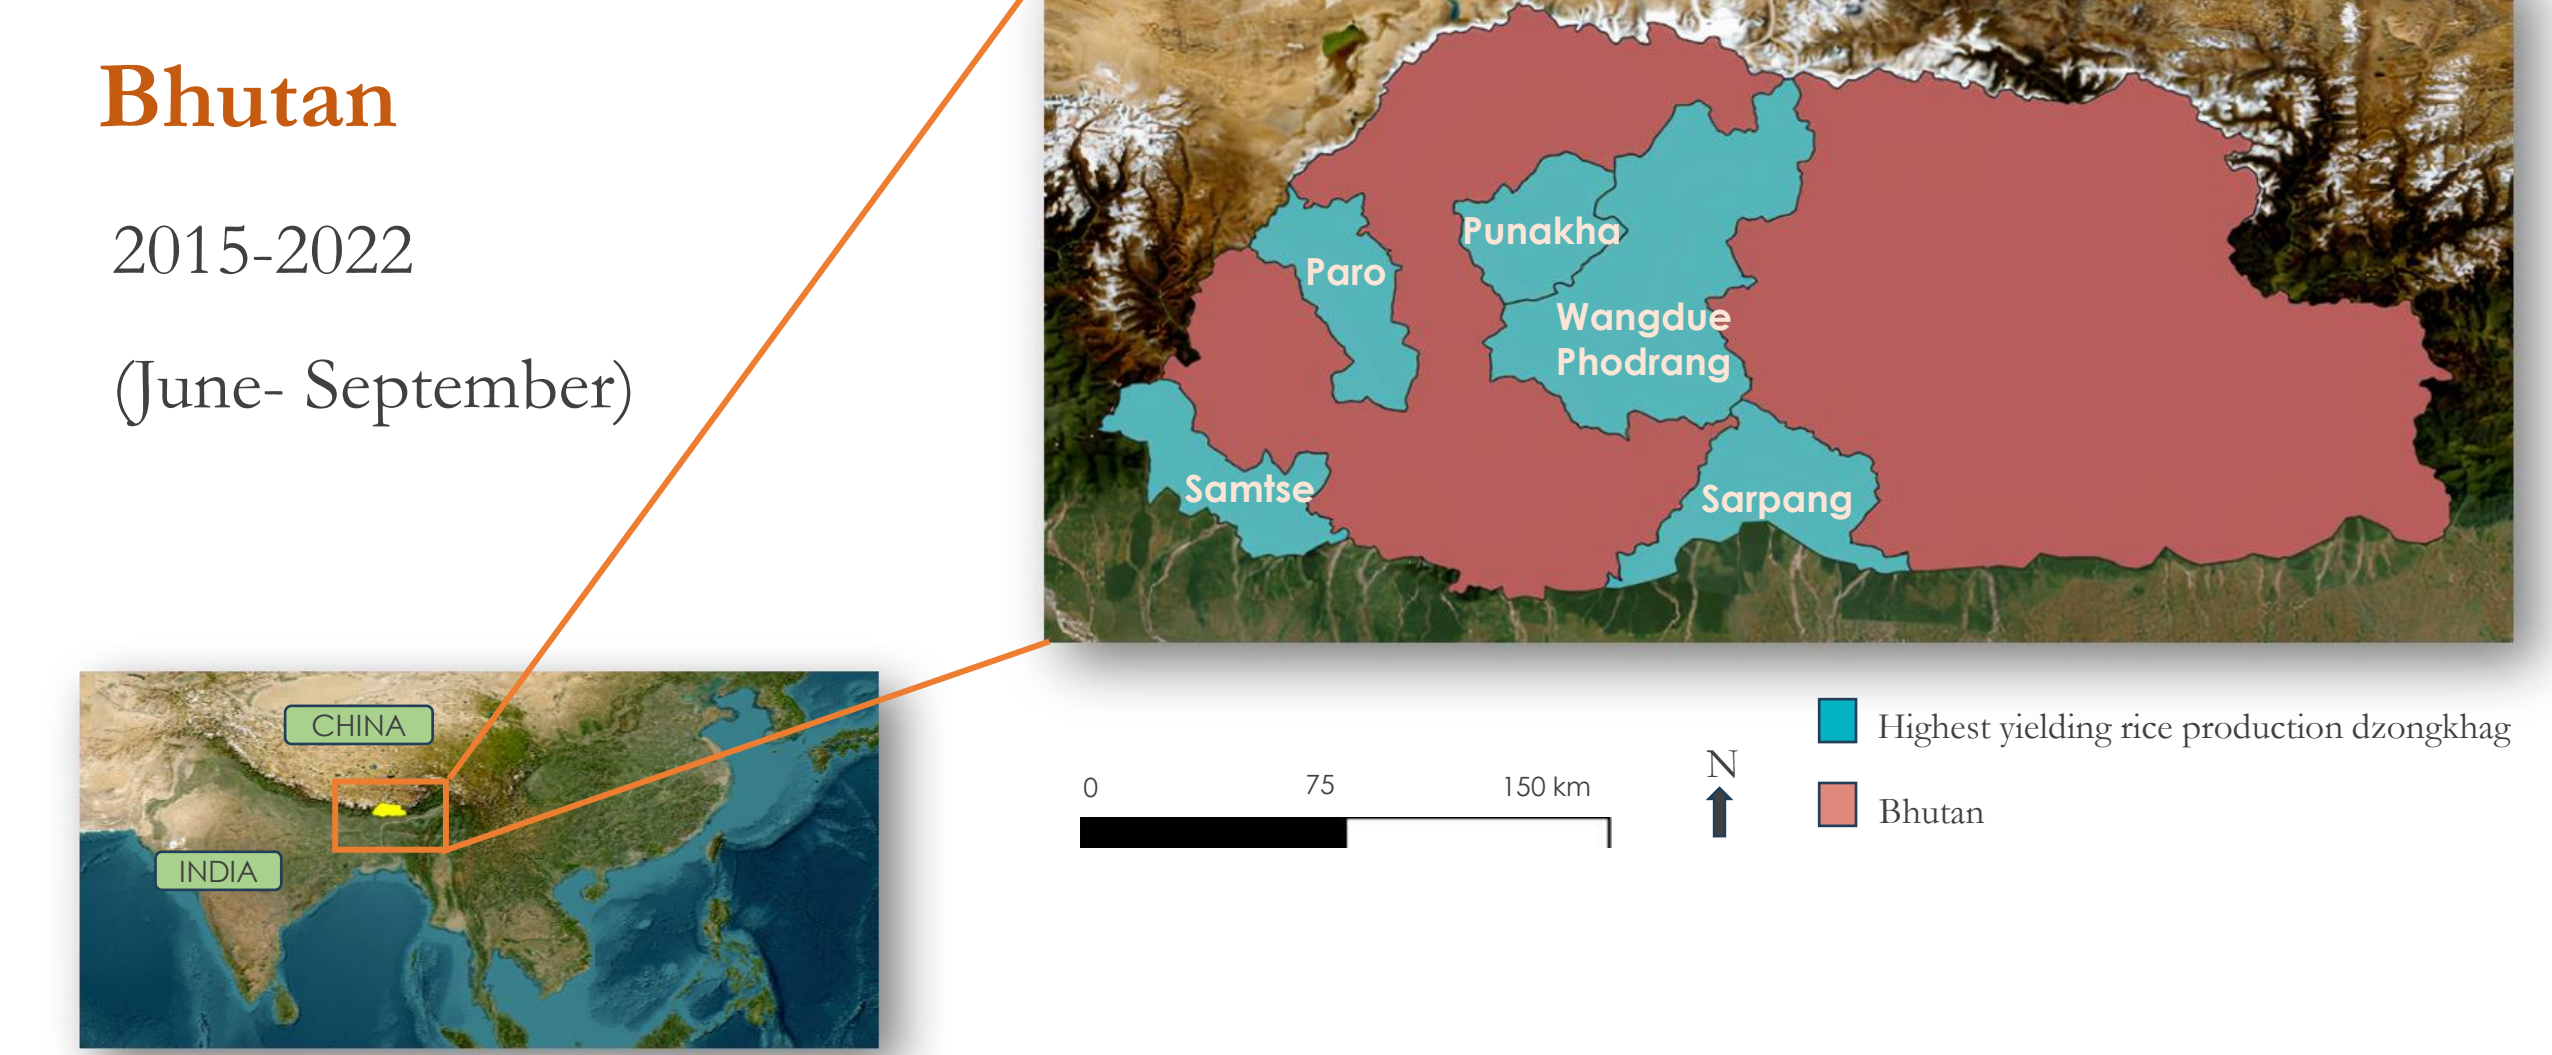 Bhutan
2015-2022
(June- September)
Punakha
Paro
Wangdue
Phodrang
Samtse
Sarpang
CHINA
INDIA
0 75 150 km
N
Highest yielding rice production dzongkhag
Bhutan